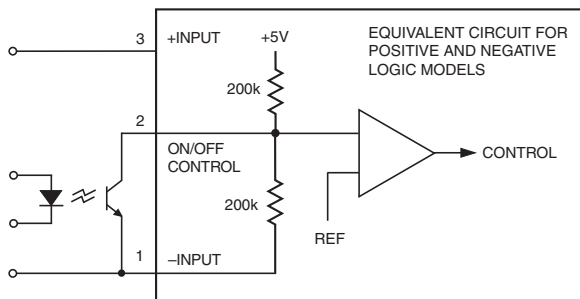 EQUIVALENT CIRCUIT FOR
POSITIVE AND NEGATIVE
LOGIC MODELS
3
+INPUT
+5V
200k
2
ON/OFF
CONTROL
CONTROL
200k
REF
1
–INPUT